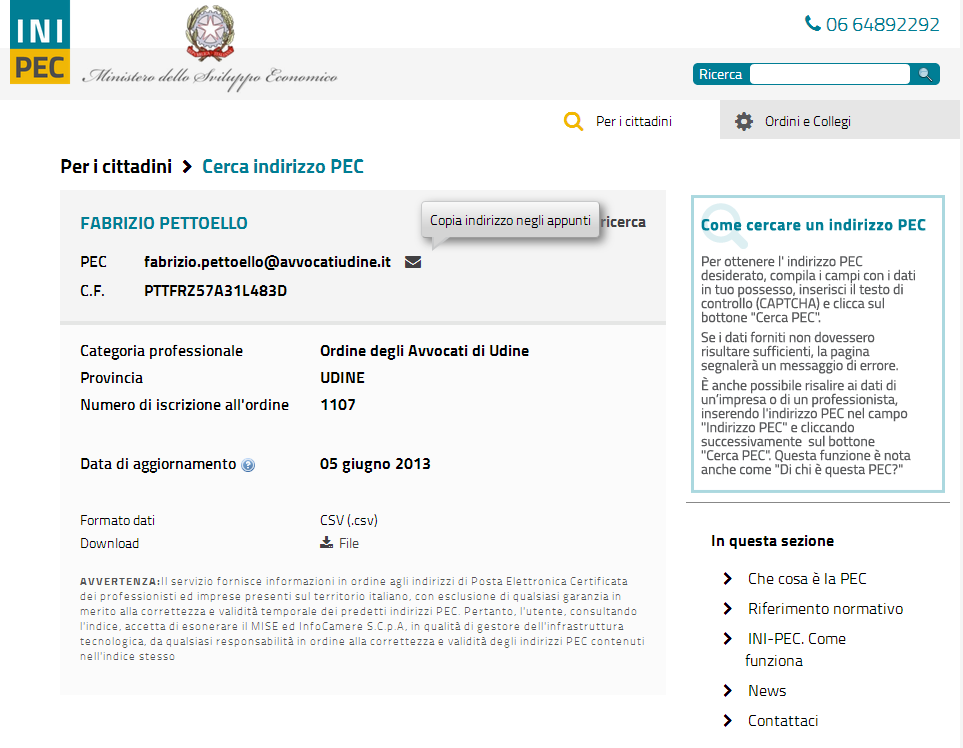 INI
PEC
Ministero dello Sviluppo Economico
06 64892292
Ricerca
Per i cittadini
Ordini e Collegi
Per i cittadini > Cerca indirizzo PEC
FABRIZIO PETTOELLO
Copia indirizzo negli appunti
ricerca
PEC fabrizio.pettoello@avvocatiudine.it
C.F. PTTFRZ57A31L483D
Categoria professionale Ordine degli Avvocati di Udine
Provincia UDINE
Numero di iscrizione all'ordine 1107
Data di aggiornamento ? 05 giugno 2013
Formato dati CSV (.csv)
Download File
AVVERTENZA:Il servizio fornisce informazioni in ordine agli indirizzi di Posta Elettronica Certificata
dei professionisti ed imprese presenti sul territorio italiano, con esclusione di qualsiasi garanzia in
merito alla correttezza e validità temporale dei predetti indirizzi PEC. Pertanto, l'utente, consultando
l'indice, accetta di esonerare il MISE ed InfoCamere S.C.p.A, in qualità di gestore dell'infrastruttura
tecnologica, da qualsiasi responsabilità in ordine alla correttezza e validità degli indirizzi PEC contenuti
nell'indice stesso
Come cercare un indirizzo PEC
Per ottenere l' indirizzo PEC
desiderato, compila i campi con i dati
in tuo possesso, inserisci il testo di
controllo (CAPTCHA) e clicca sul
bottone "Cerca PEC".
Se i dati forniti non dovessero
risultare sufficienti, la pagina
segnalerà un messaggio di errore.
È anche possibile risalire ai dati di
un'impresa o di un professionista,
inserendo l'indirizzo PEC nel campo
"Indirizzo PEC" e cliccando
successivamente sul bottone
"Cerca PEC". Questa funzione è nota
anche come "Di chi è questa PEC?"
In questa sezione
Che cosa è la PEC
Riferimento normativo
INI-PEC. Come
funziona
News
Contattaci